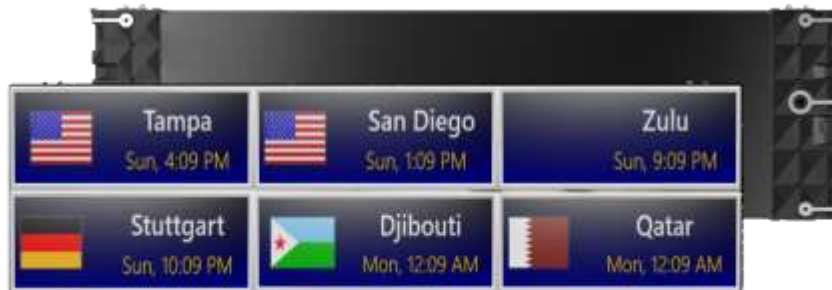 Tampa
Sun, 4:09 PM
San Diego
Sun, 1:09 PM
Zulu
Sun, 9:09 PM
Stuttgart
Sun, 10:09 PM
Djibouti
Mon, 12:09 AM
Qatar
Mon, 12:09 AM